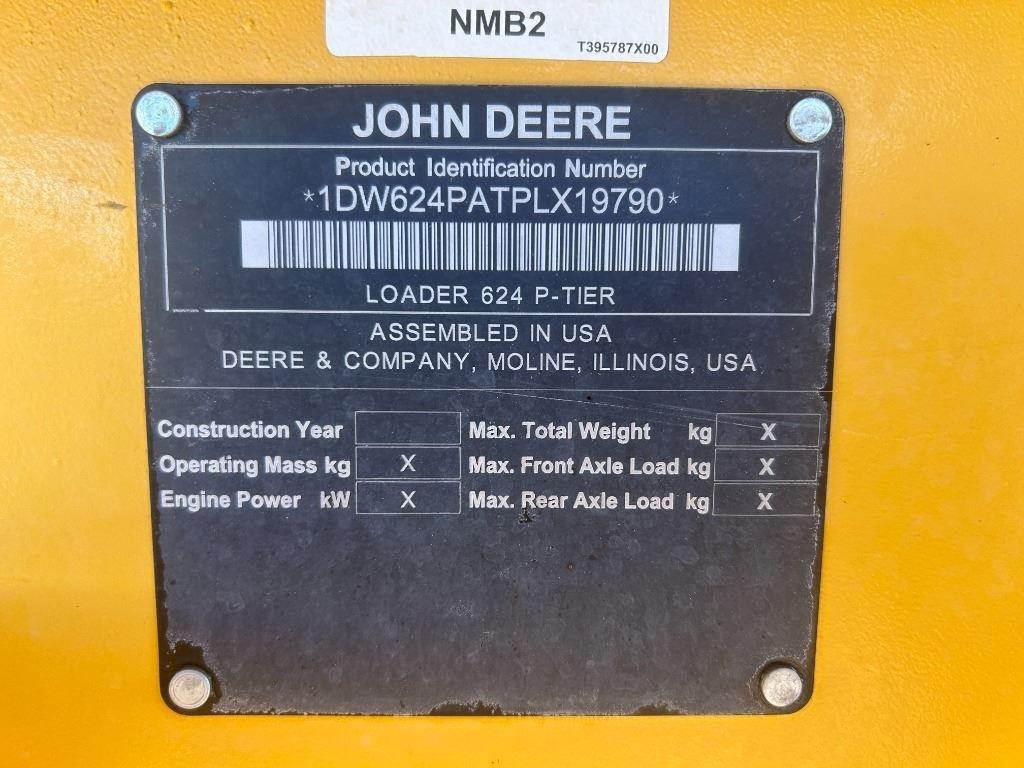 NMB2
T395787X00
JOHN DEERE
Product Identification Number
*1DW624PATPLX19790*
LOADER 624 P-TIER
ASSEMBLED IN USA
DEERE & COMPANY, MOLINE, ILLINOIS, USA
Construction Year Max. Total Weight kg X
Operating Mass kg X Max. Front Axle Load kg X
Engine Power kW X Max. Rear Axle Load kg X